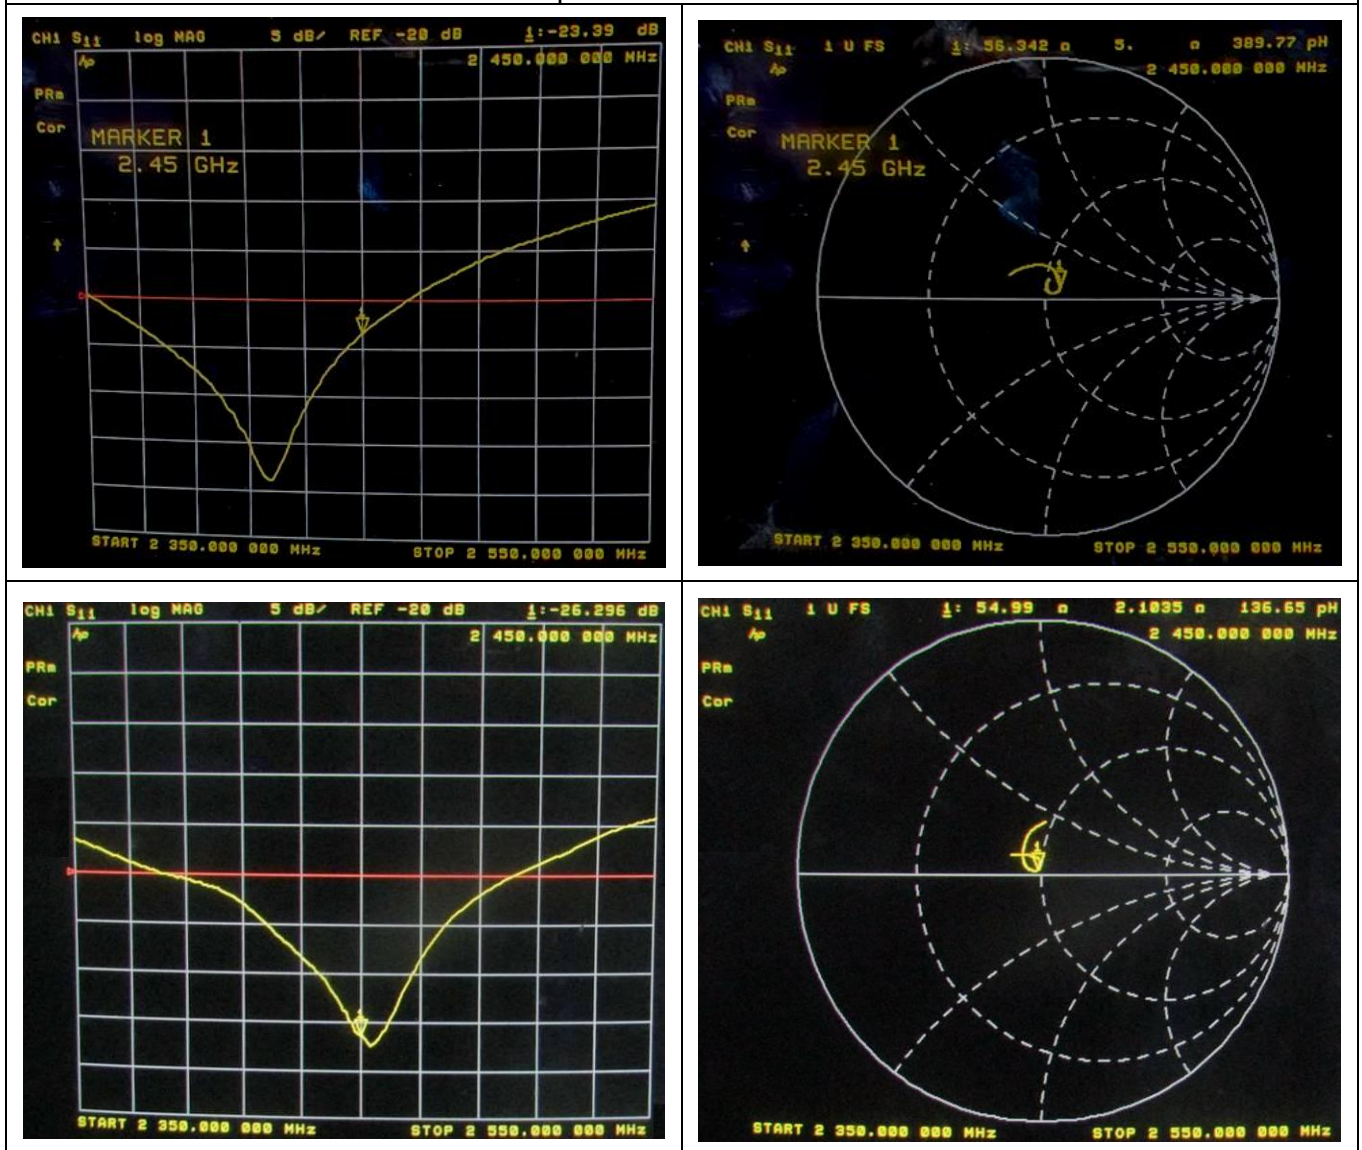 CH1 S11 log MAG 5 dB/ REF -20 dB 1:-23.39 dB
2 450.000 000 MHz
PRm
Cor
MARKER 1
2.45 GHz
START 2 350.000 000 MHz STOP 2 550.000 000 MHz
CH1 S11 1 U FS 1: 56.342 Ω 5. Ω 389.77 pH
2 450.000 000 MHz
PRm
Cor
MARKER 1
2.45 GHz
START 2 350.000 000 MHz STOP 2 550.000 000 MHz
CH1 S11 log MAG 5 dB/ REF -20 dB 1:-26.296 dB
2 450.000 000 MHz
PRm
Cor
1
START 2 350.000 000 MHz STOP 2 550.000 000 MHz
CH1 S11 1 U FS 1: 54.99 Ω 2.1035 Ω 136.65 pH
2 450.000 000 MHz
PRm
Cor
1
START 2 350.000 000 MHz STOP 2 550.000 000 MHz